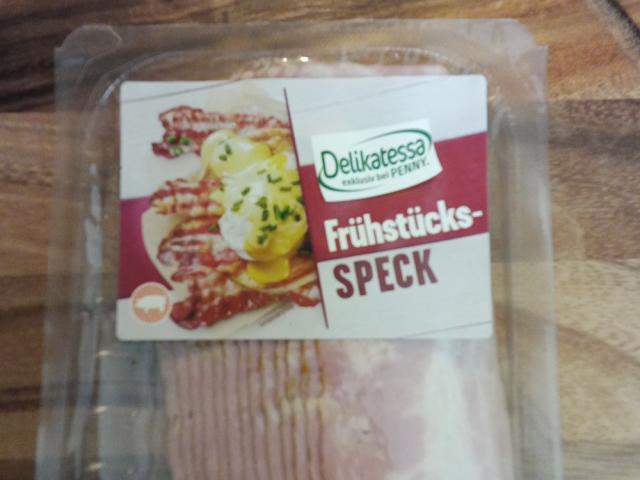 Delikatessa
exklusiv bei PENNY.
Frühstücks-
SPECK